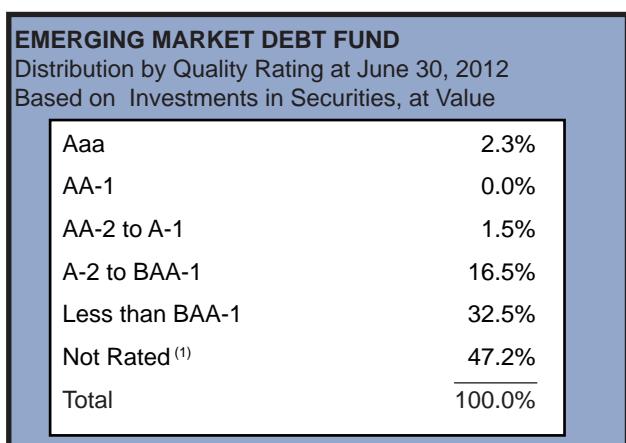 EMERGING MARKET DEBT FUND
Distribution by Quality Rating at June 30, 2012
Based on Investments in Securities, at Value
Aaa 2.3%
AA-1 0.0%
AA-2 to A-1 1.5%
A-2 to BAA-1 16.5%
Less than BAA-1 32.5%
Not Rated (1) 47.2%
Total 100.0%